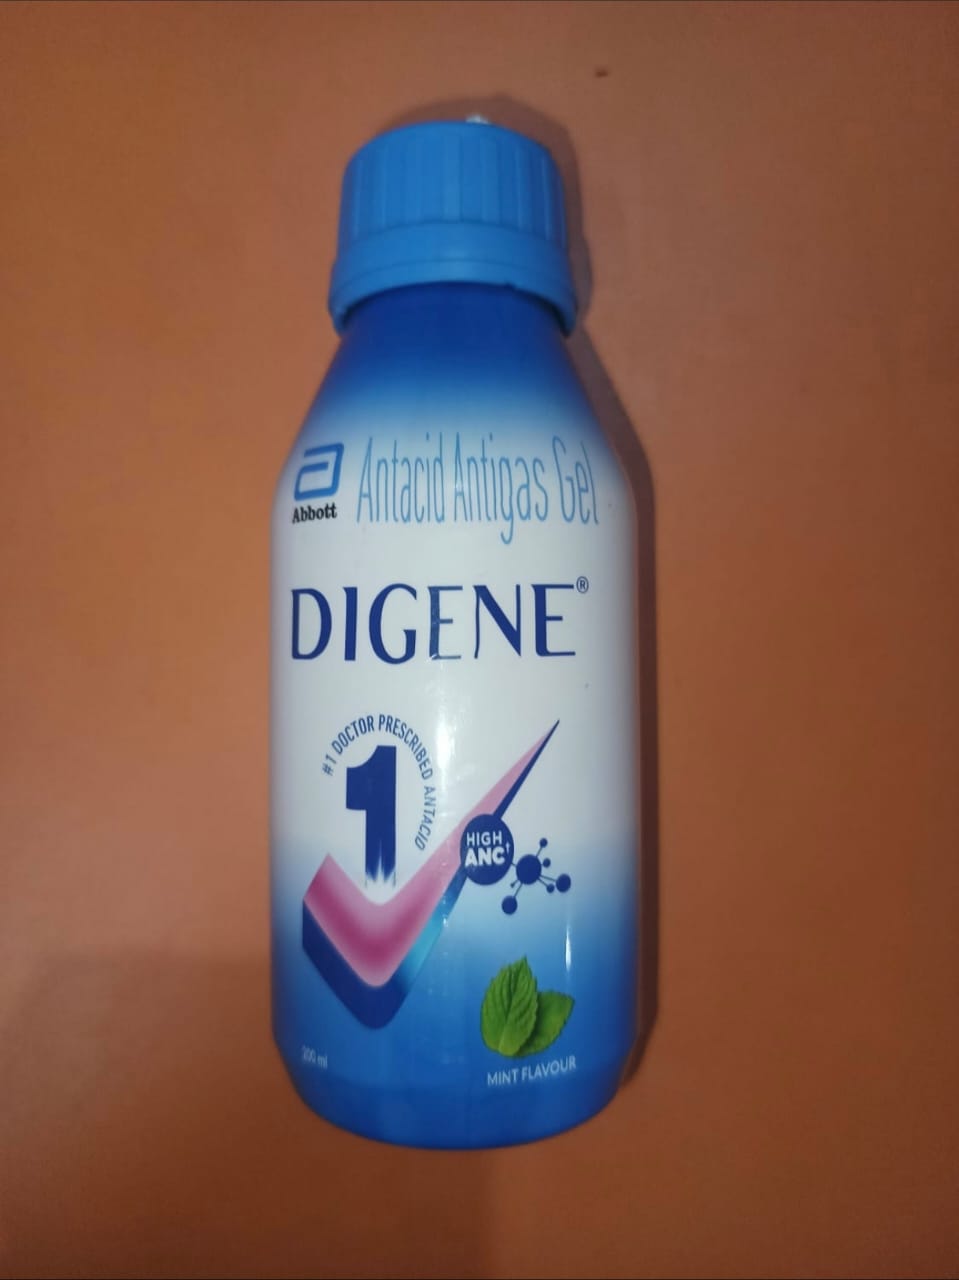 Abbott
Antacid Antigas Gel
DIGENE®
#1 DOCTOR PRESCRIBED ANTACID
1
HIGH
ANC†
200 ml
MINT FLAVOUR